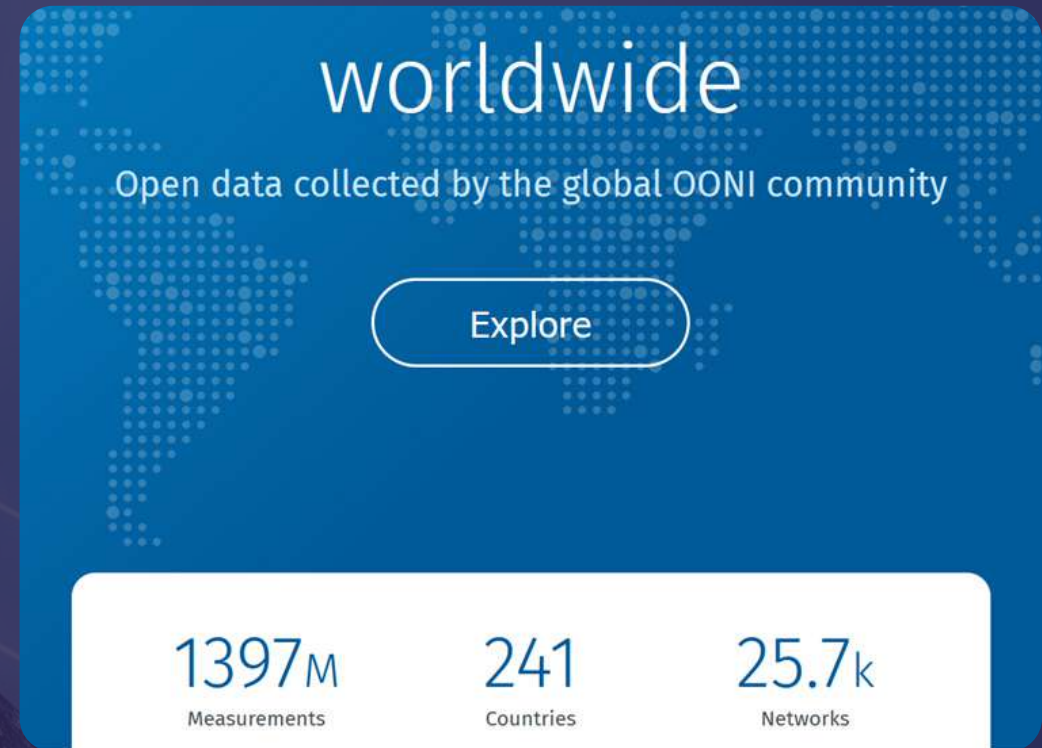 worldwide
Open data collected by the global OONI community
Explore
1397M 241 25.7k
Measurements Countries Networks